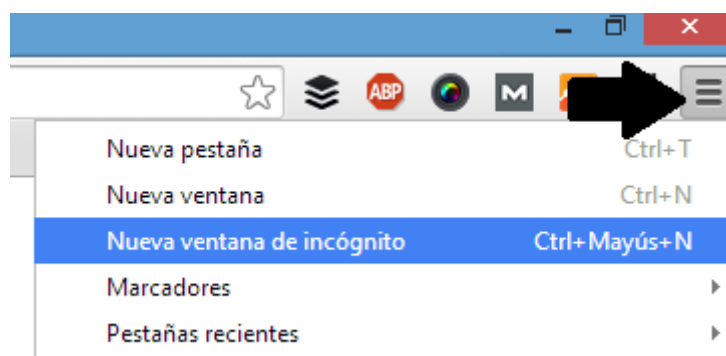 ABP
M
Nueva pestaña Ctrl+T
Nueva ventana Ctrl+N
Nueva ventana de incógnito Ctrl+Mayús+N
Marcadores
Pestañas recientes